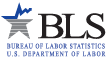 BLS
BUREAU OF LABOR STATISTICS
U.S. DEPARTMENT OF LABOR